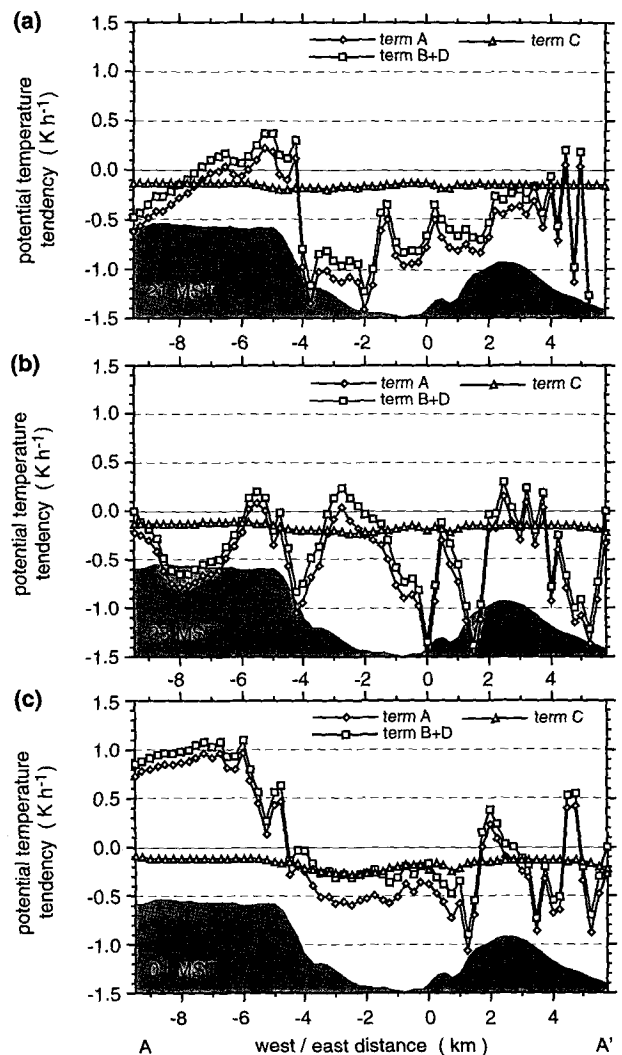 (a)
term A
term C
term B+D
1.5
1.0
0.5
0.0
-0.5
-1.0
-1.5
potential temperature
tendency ( K h-1)
-8
-6
-4
-2
0
2
4
(b)
term A
term C
term B+D
1.5
1.0
0.5
0.0
-0.5
-1.0
-1.5
potential temperature
tendency ( K h-1)
-8
-6
-4
-2
0
2
4
(c)
term A
term C
term B+D
1.5
1.0
0.5
0.0
-0.5
-1.0
-1.5
potential temperature
tendency ( K h-1)
MST
-8
-6
-4
-2
0
2
4
A
west / east distance ( km )
A'